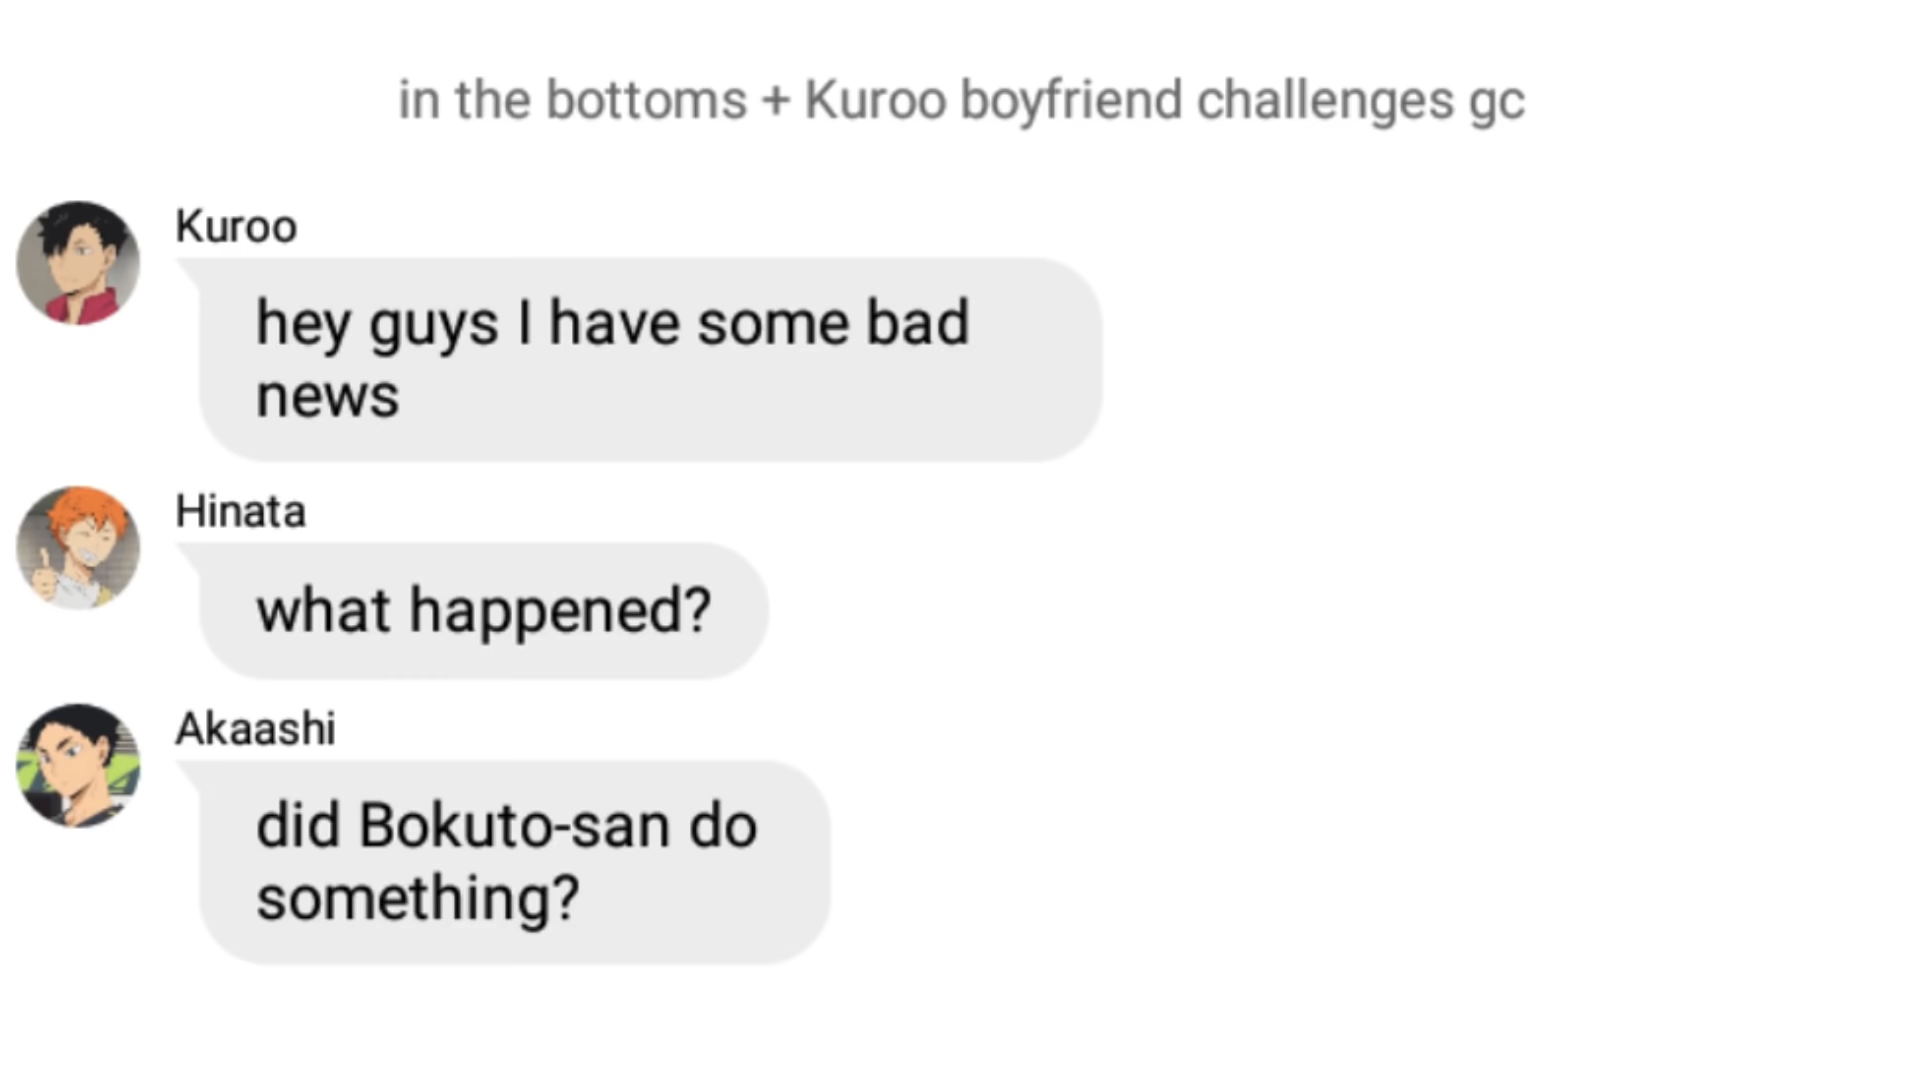 in the bottoms + Kuroo boyfriend challenges gc
Kuroo
hey guys I have some bad
news
Hinata
what happened?
Akaashi
did Bokuto-san do
something?